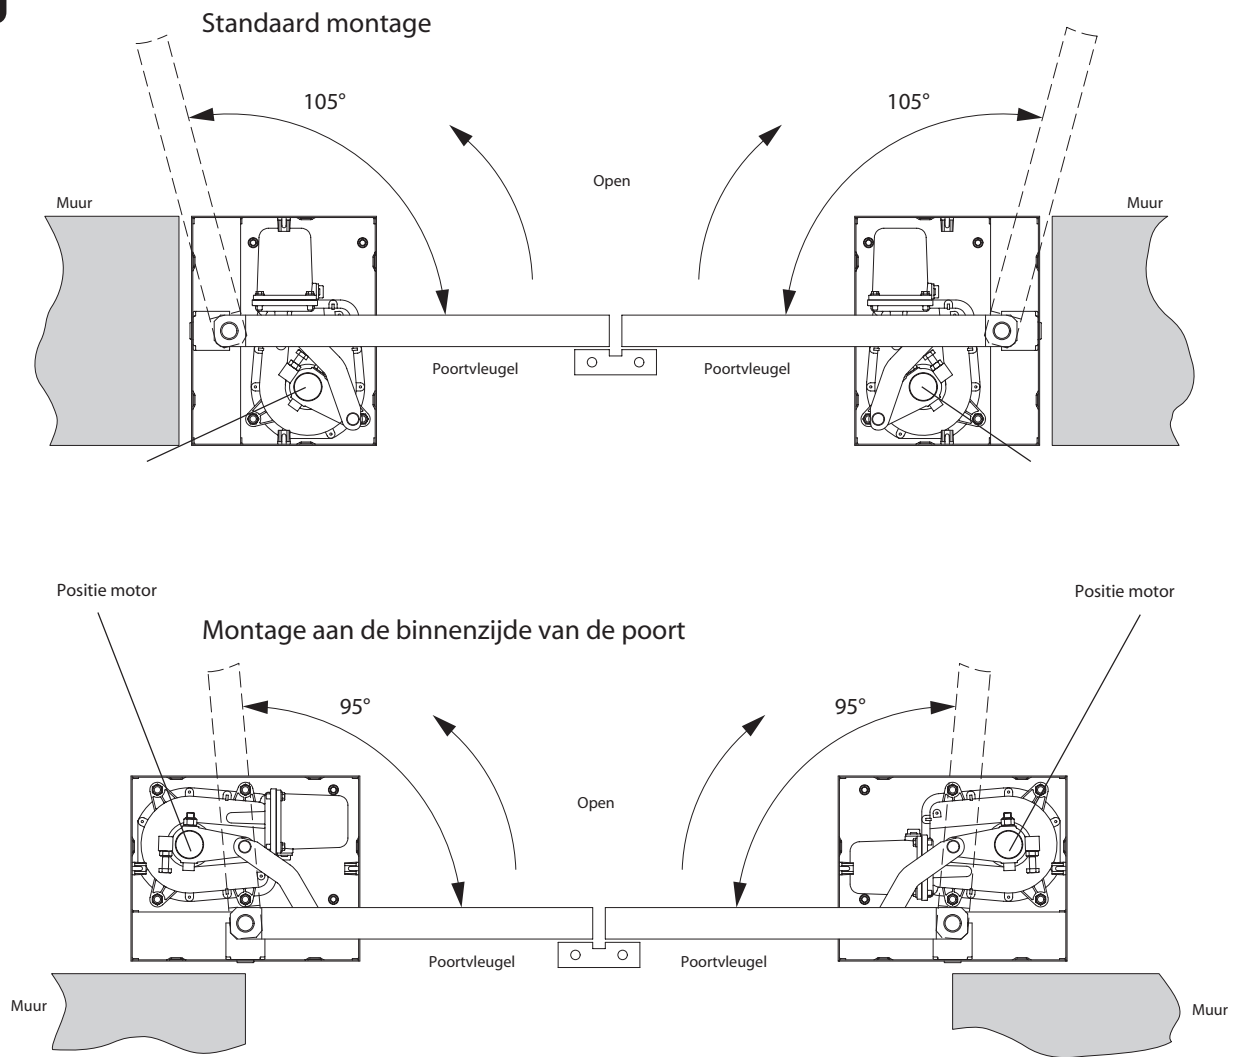 Standaard montage
105°
105°
Open
Muur
Muur
Poortvleugel
Poortvleugel
Positie motor
Positie motor
Montage aan de binnenzijde van de poort
95°
95°
Open
Poortvleugel
Poortvleugel
Muur
Muur